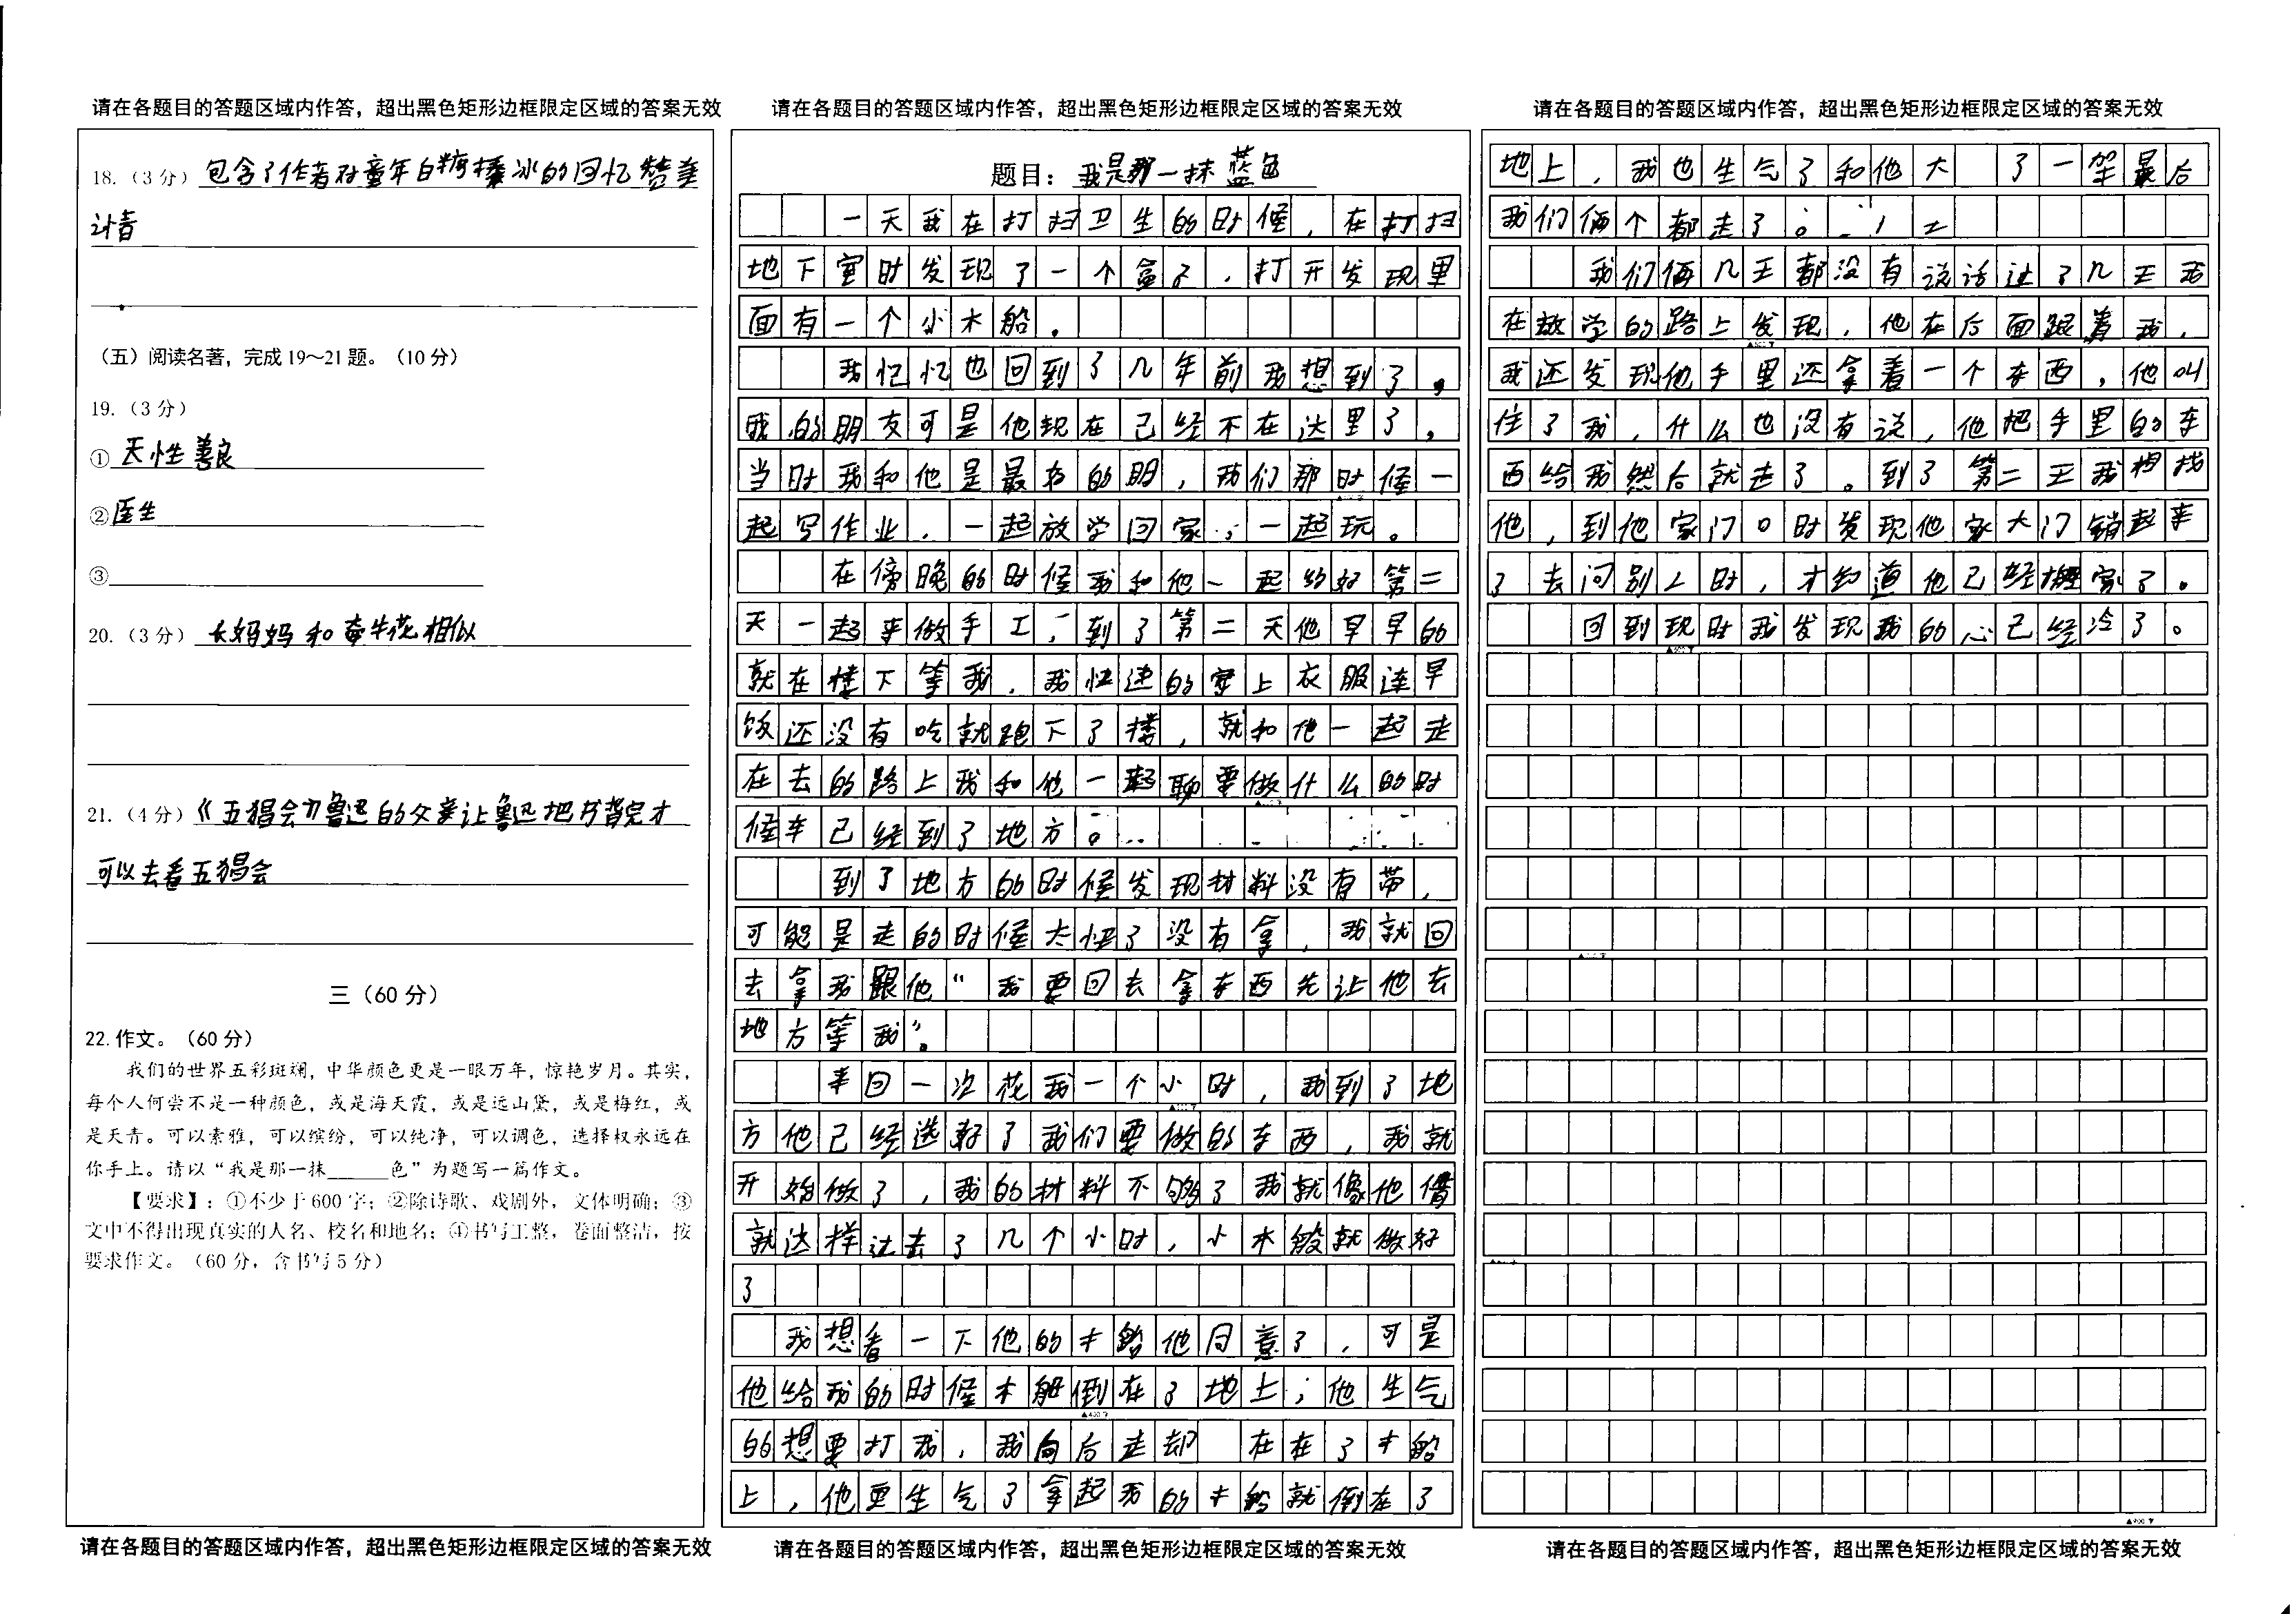 请在各题目的答题区域内作答，超出黑色矩形边框限定区域的答案无效
18.（3分）包含了作者对童年白糖棒冰的回忆赞美
（五）阅读名著，完成19～21题。（10分）
19.（3分）
①天性善良
②医生
③
20.（3分）长妈妈和牵牛花相似
21.（4分）《五猖会》鲁迅的父亲让鲁迅把书背完才
可以去看五猖会
三（60分）
22.作文。（60分）
我们的世界五彩斑斓，中华颜色更是一眼万年，惊艳岁月。其实，
每个人何尝不是一种颜色，或是海天霞，或是远山黛，或是梅红，或
是天青。可以素雅，可以缤纷，可以纯净，可以调色，选择权永远在
你手上。请以“我是那一抹______色”为题写一篇作文。
【要求】：①不少于600字；②除诗歌、戏剧外，文体明确；③
文中不得出现真实的人名、校名和地名；④书写工整，卷面整洁，按
要求作文。（60分，含书写5分）
请在各题目的答题区域内作答，超出黑色矩形边框限定区域的答案无效
请在各题目的答题区域内作答，超出黑色矩形边框限定区域的答案无效
题目：我是那一抹蓝色
一天我在打扫卫生的时候，在打扫
地下室时发现了一个盒子，打开发现里
面有一个小木船.
我忆忆也回到了几年前我想到了，
我的朋友可是他现在已经不在这里了，
当时我和他是最好的朋，我们那时候一
起写作业，一起放学回家，一起玩。
在傍晚的时候我和他一起约好第二
天一起来做手工，到了第二天他早早的
就在楼下等我，我快速的穿上衣服连早
饭还没有吃就跑下了楼，就和他一起走
在去的路上我和他一起聊要做什么的时
候车已经到了地方。
到了地方的时候发现材料没有带，
可能是走的时候太忙了没有拿，我就回
去拿我跟他“我要回去拿东西先让他去
地方等我”。
来回一次花我一个小时，我到了地
方他已经选好了我们要做的东西，我就
开始做了，我的材料不够了我就像他借
就这样过去了几个小时，小木船就做好
了
我想看一下他的木船他同意了，可是
他给我的时候木船倒在了地上，他生气
的想要打我，我向后走却 在在了木船
上，他更生气了拿起我的木船就倒在了
请在各题目的答题区域内作答，超出黑色矩形边框限定区域的答案无效
请在各题目的答题区域内作答，超出黑色矩形边框限定区域的答案无效
地上，我也生气了和他大 了一架最后
我们俩个都走了。
我们俩几天都没有说话过了几天我
在放学的路上发现，他在后面跟着我，
我还发现他手里还拿着一个东西，他叫
住了我，什么也没有说，他把手里的东
西给我然后就走了。到了第二天我想找
他，到他家门口时发现他家大门锁起来
了去问别人时，才知道他已经搬家了。
回到现时我发现我的心已经冷了。
请在各题目的答题区域内作答，超出黑色矩形边框限定区域的答案无效